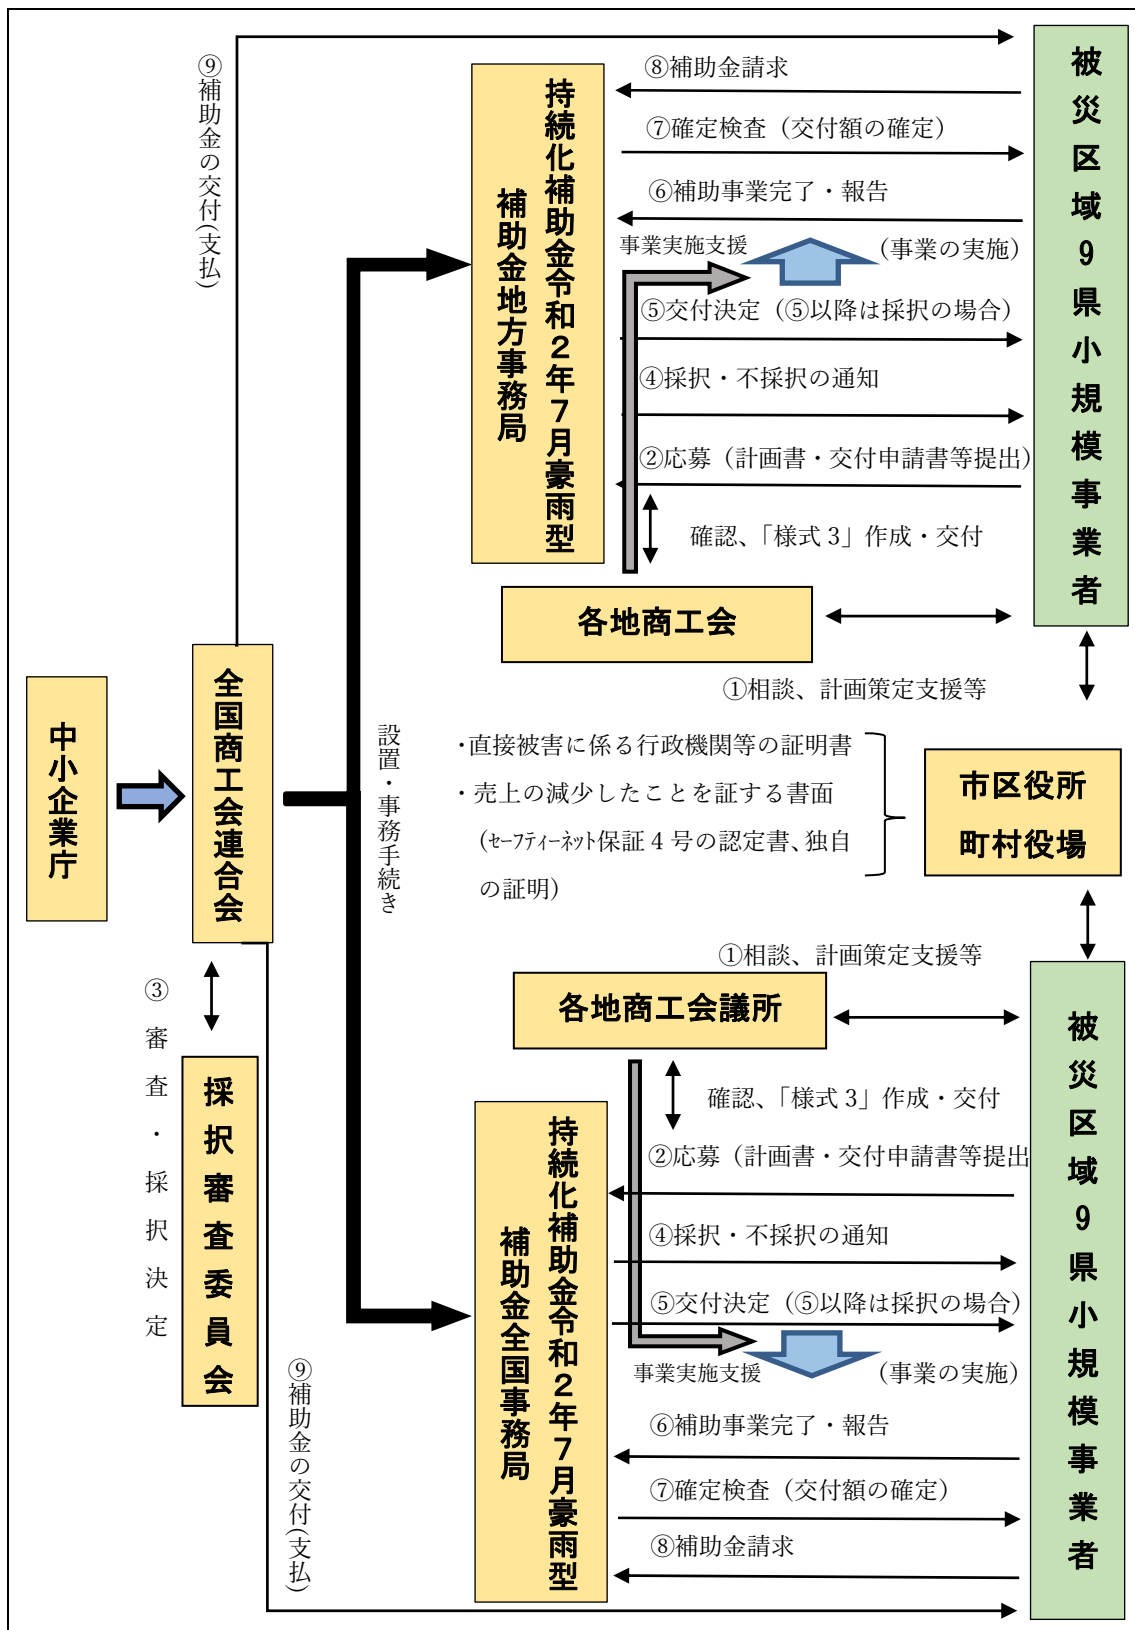 ⑨補助金の交付(支払)
持続化補助金令和2年7月豪雨型
補助金地方事務局
⑧補助金請求
⑦確定検査（交付額の確定）
⑥補助事業完了・報告
事業実施支援
（事業の実施）
⑤交付決定（⑤以降は採択の場合）
④採択・不採択の通知
②応募（計画書・交付申請書等提出）
確認、「様式3」作成・交付
被災区域9県小規模事業者
各地商工会
①相談、計画策定支援等
中小企業庁
全国商工会連合会
設置・事務手続き
・直接被害に係る行政機関等の証明書
・売上の減少したことを証する書面
（ｾｰﾌﾃｨｰﾈｯﾄ保証4号の認定書、独自
の証明）
市区役所
町村役場
③審査・採択決定
採択審査委員会
①相談、計画策定支援等
各地商工会議所
確認、「様式3」作成・交付
②応募（計画書・交付申請書等提出
④採択・不採択の通知
⑤交付決定（⑤以降は採択の場合）
事業実施支援
（事業の実施）
⑥補助事業完了・報告
⑦確定検査（交付額の確定）
⑧補助金請求
持続化補助金令和2年7月豪雨型
補助金全国事務局
⑨補助金の交付(支払)
被災区域9県小規模事業者